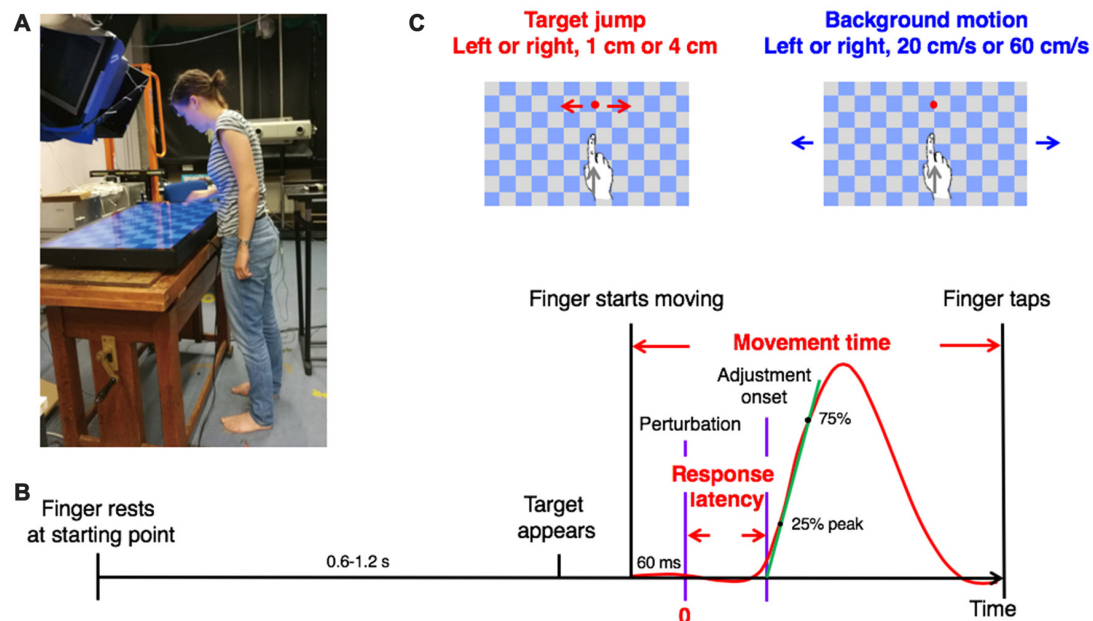 A
C
Target jump
Left or right, 1 cm or 4 cm
Background motion
Left or right, 20 cm/s or 60 cm/s
Finger starts moving
Finger taps
Movement time
Adjustment
onset
Perturbation
75%
Response
latency
B
Finger rests
at starting point
Target
appears
25% peak
0.6-1.2 s
60 ms
0
Time